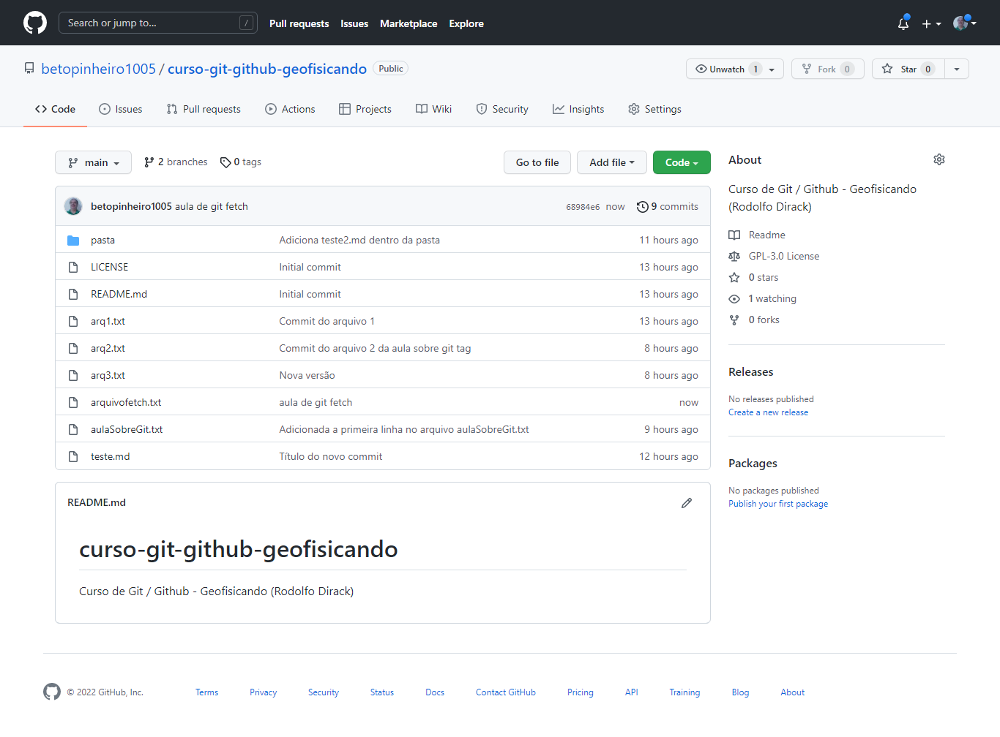 Search or jump to... /
Pull requests Issues Marketplace Explore
betopinheiro1005 / curso-git-github-geofisicando Public
Unwatch 1 Fork 0 Star 0
Code Issues Pull requests Actions Projects Wiki Security Insights Settings
main 2 branches 0 tags Go to file Add file Code
betopinheiro1005 aula de git fetch 68984e6 now 9 commits
pasta Adiciona teste2.md dentro da pasta 11 hours ago
LICENSE Initial commit 13 hours ago
README.md Initial commit 13 hours ago
arq1.txt Commit do arquivo 1 13 hours ago
arq2.txt Commit do arquivo 2 da aula sobre git tag 8 hours ago
arq3.txt Nova versão 8 hours ago
arquivofetch.txt aula de git fetch now
aulaSobreGit.txt Adicionada a primeira linha no arquivo aulaSobreGit.txt 9 hours ago
teste.md Título do novo commit 12 hours ago
README.md
curso-git-github-geofisicando
Curso de Git / Github - Geofisicando (Rodolfo Dirack)
About
Curso de Git / Github - Geofisicando
(Rodolfo Dirack)
Readme
GPL-3.0 License
0 stars
1 watching
0 forks
Releases
No releases published
Create a new release
Packages
No packages published
Publish your first package
© 2022 GitHub, Inc. Terms Privacy Security Status Docs Contact GitHub Pricing API Training Blog About